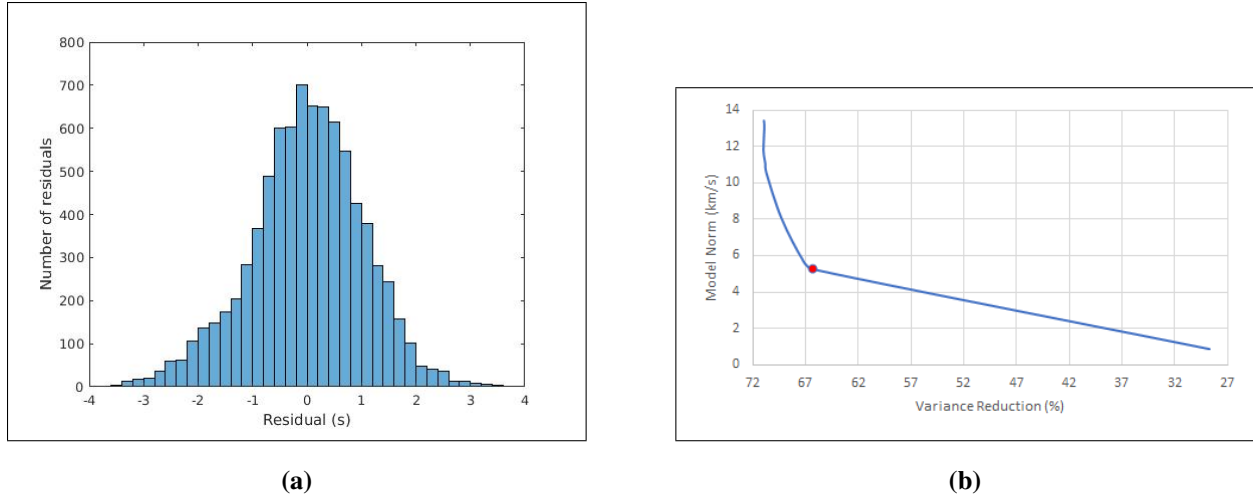 800
700
600
500
400
300
200
100
0
Number of residuals
-4 -3 -2 -1 0 1 2 3 4
Residual (s)
(a)
14
12
10
8
6
4
2
0
Model Norm (km/s)
72 67 62 57 52 47 42 37 32 27
Variance Reduction (%)
(b)